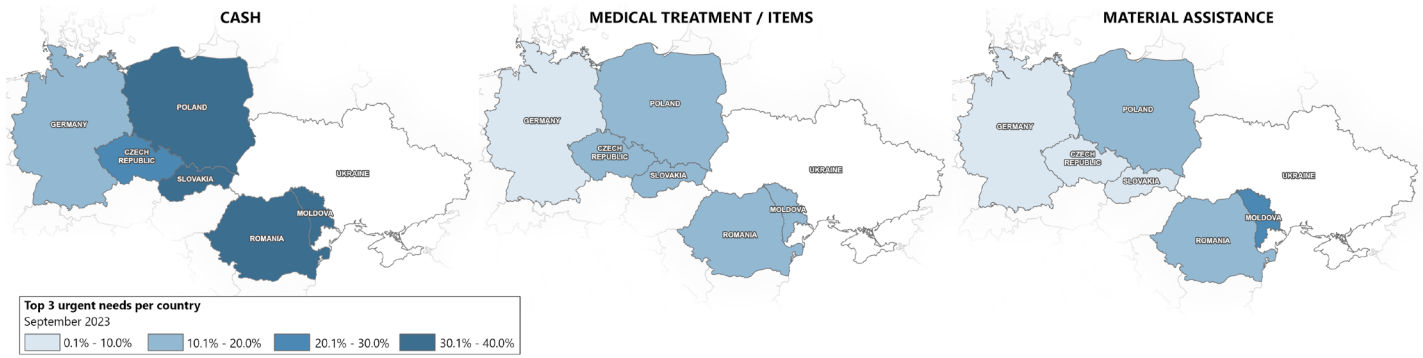 CASH
MEDICAL TREATMENT / ITEMS
MATERIAL ASSISTANCE
POLAND
GERMANY
CZECH
REPUBLIC
SLOVAKIA
UKRAINE
MOLDOVA
ROMANIA
POLAND
GERMANY
CZECH
REPUBLIC
SLOVAKIA
UKRAINE
MOLDOVA
ROMANIA
POLAND
GERMANY
CZECH
REPUBLIC
SLOVAKIA
UKRAINE
MOLDOVA
ROMANIA
Top 3 urgent needs per country
September 2023
0.1% - 10.0% 10.1% - 20.0% 20.1% - 30.0% 30.1% - 40.0%